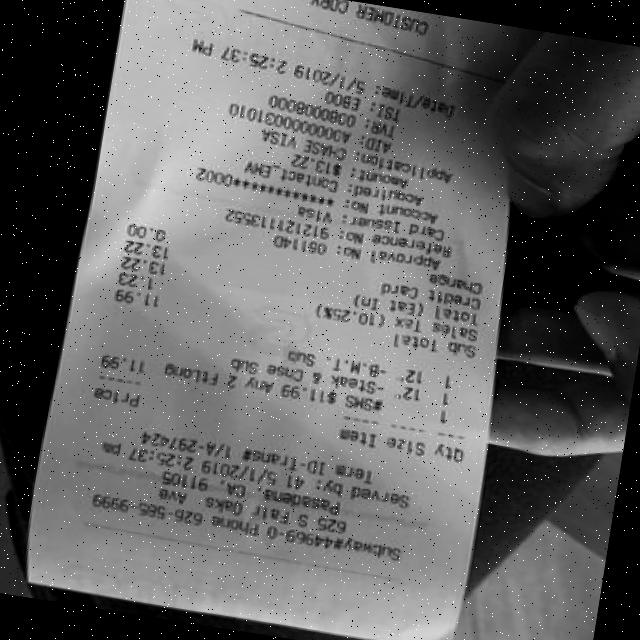 Subway#44969-0 Phone 626-585-9999
625 S Fair Oaks Ave
Pasadena CA, 91105
Served by: 41 5/1/2019 2:25:37 PM
Term ID-Trans# 1/A-297424
Qty Size Item Price
1 #SMS $11.99 Any 2 Ftlong 11.99
1 12" -Steak & Chse Sub
1 12" -B.M.T. Sub
Sub Total 11.99
Sales Tax (10.25%) 1.23
Total (Eat In) 13.22
Credit Card 13.22
Change 0.00
Approval No: 06114D
Reference No: 912121113552
Card Issuer: Visa
Account No: ************0002
Acquired: Contact_EMV
Amount: $13.22
Application: CHASE VISA
AID: A0000000031010
TVR: 0080008000
TSI: E800
Date/Time: 5/1/2019 2:25:37 PM
CUSTOMER COPY